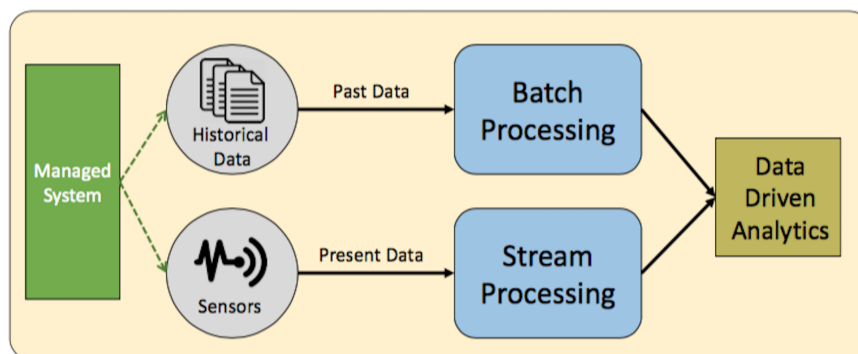 Managed
System
Historical
Data
Past Data
Batch
Processing
Sensors
Present Data
Stream
Processing
Data
Driven
Analytics